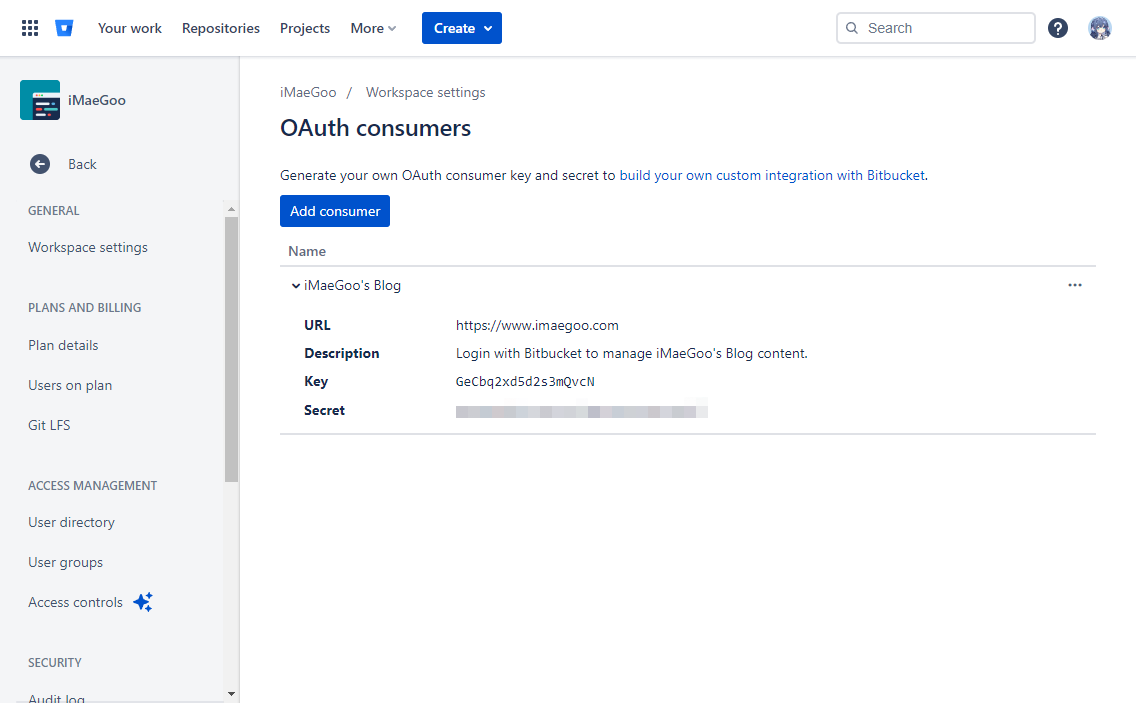 Your work Repositories Projects More Create Search
iMaeGoo
Back
GENERAL
Workspace settings
PLANS AND BILLING
Plan details
Users on plan
Git LFS
ACCESS MANAGEMENT
User directory
User groups
Access controls
SECURITY
Audit log
iMaeGoo / Workspace settings
OAuth consumers
Generate your own OAuth consumer key and secret to build your own custom integration with Bitbucket.
Add consumer
Name
iMaeGoo's Blog
URL https://www.imaegoo.com
Description Login with Bitbucket to manage iMaeGoo's Blog content.
Key GeCbq2xd5d2s3mQvcN
Secret